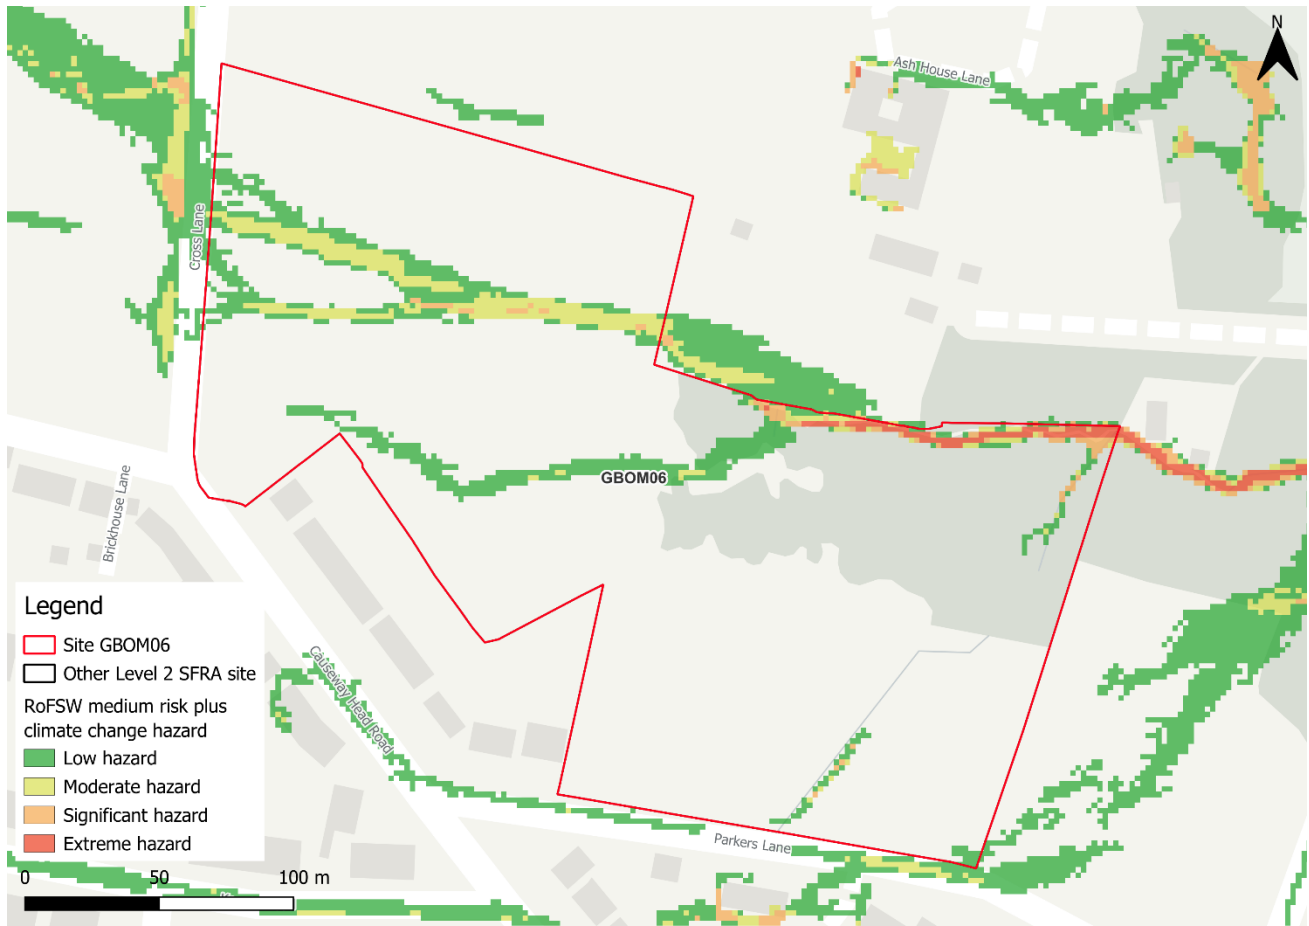 N
Ash House Lane
Cross Lane
GBOM06
Brickhouse Lane
Causeway Head Road
Parkers Lane
Legend
Site GBOM06
Other Level 2 SFRA site
RoFSW medium risk plus
climate change hazard
Low hazard
Moderate hazard
Significant hazard
Extreme hazard
0 50 100 m